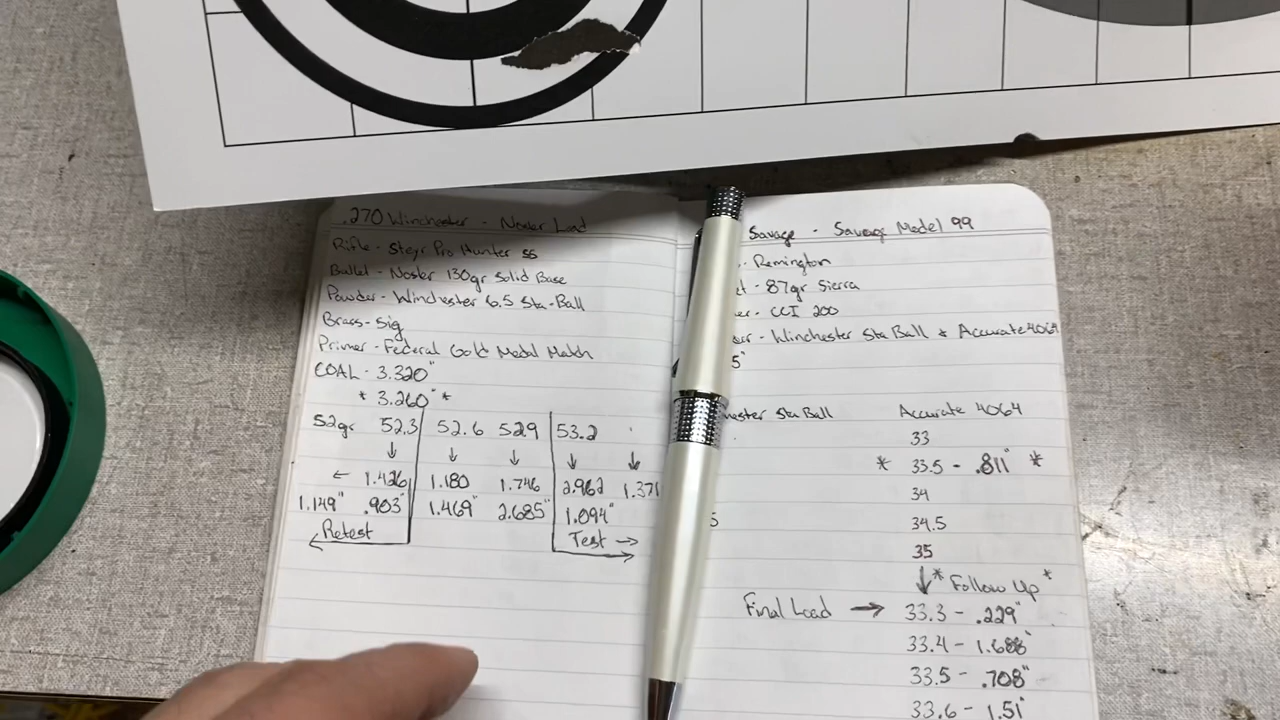 .270 Winchester - Nosler Load
Rifle - Steyr Pro Hunter SS
Bullet - Nosler 130gr Solid Base
Powder - Winchester 6.5 Sta-Ball
Brass - Sig
Primer - Federal Gold Medal Match
COAL - 3.320"
* 3.260" *
52gr 52.3 52.6 529 53.2
↓ ↓ ↓ ↓ ↓
← 1.426 1.180 1.746 2.962 1.371
1.149" .903" 1.469" 2.685" 1.094"
← Retest Test →
Savage - Savage Model 99
Remington
- 87gr Sierra
- CCI 200
- Winchester Sta Ball & Accurate 4064
5"
Sta Ball Accurate 4064
33
* 33.5 - .811" *
34
5 34.5
35
↓ * Follow Up *
Final Load → 33.3 - .229"
33.4 - 1.688"
33.5 - .708"
33.6 - 1.51"